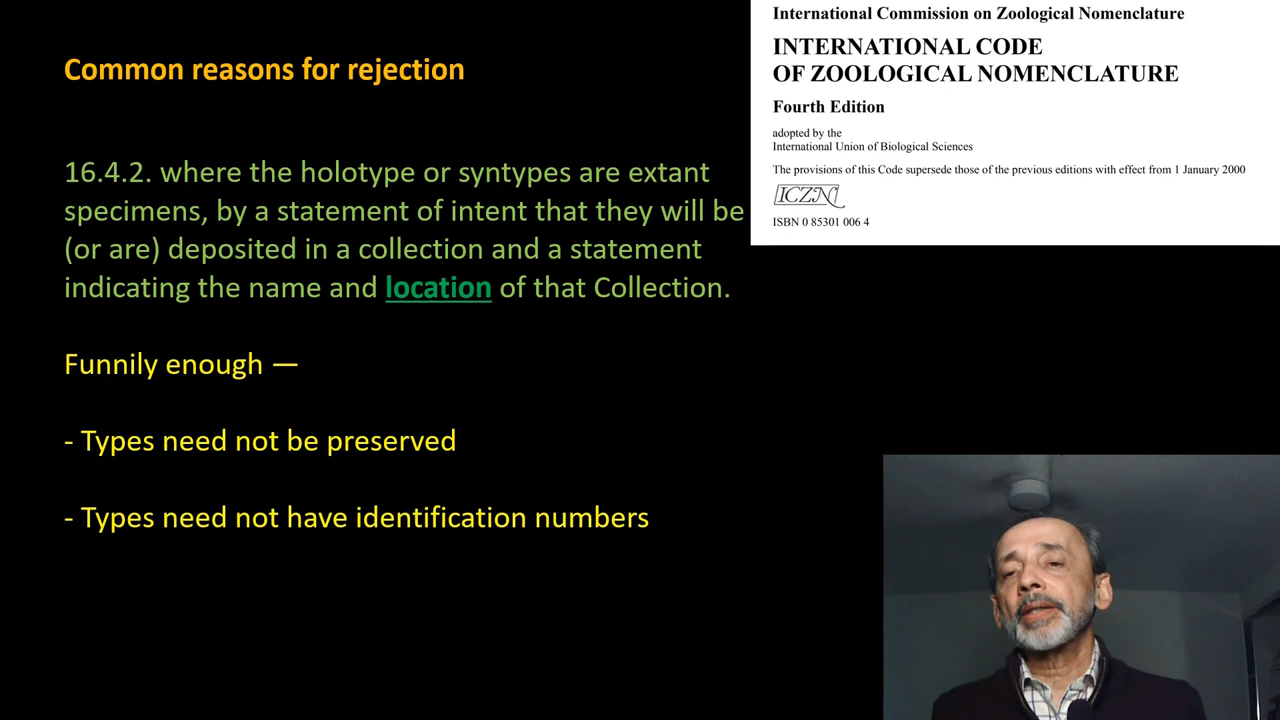 Common reasons for rejection
16.4.2. where the holotype or syntypes are extant
specimens, by a statement of intent that they will be
(or are) deposited in a collection and a statement
indicating the name and location of that Collection.
Funnily enough —
- Types need not be preserved
- Types need not have identification numbers
International Commission on Zoological Nomenclature
INTERNATIONAL CODE
OF ZOOLOGICAL NOMENCLATURE
Fourth Edition
adopted by the
International Union of Biological Sciences
The provisions of this Code supersede those of the previous editions with effect from 1 January 2000
ICZN
ISBN 0 85301 006 4